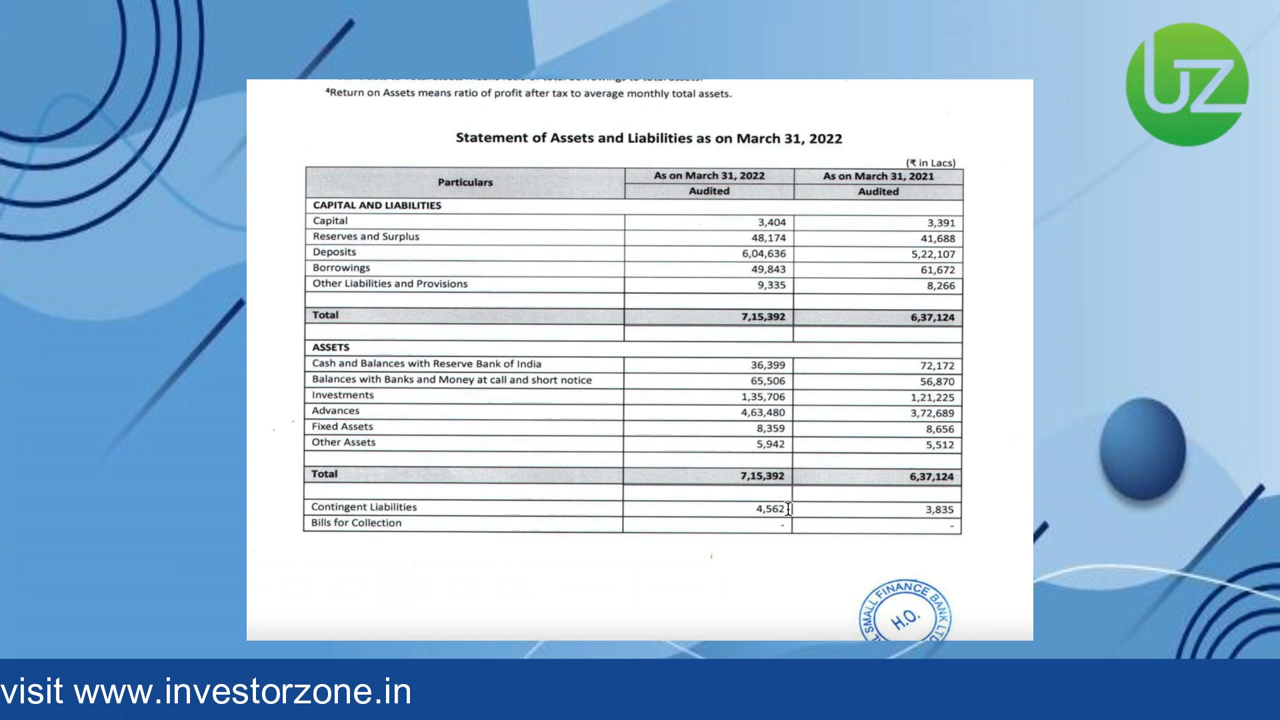 UZ
⁴Return on Assets means ratio of profit after tax to average monthly total assets.
Statement of Assets and Liabilities as on March 31, 2022
(₹ in Lacs)
Particulars As on March 31, 2022 As on March 31, 2021
Audited Audited
CAPITAL AND LIABILITIES
Capital 3,404 3,391
Reserves and Surplus 48,174 41,688
Deposits 6,04,636 5,22,107
Borrowings 49,843 61,672
Other Liabilities and Provisions 9,335 8,266
Total 7,15,392 6,37,124
ASSETS
Cash and Balances with Reserve Bank of India 36,399 72,172
Balances with Banks and Money at call and short notice 65,506 56,870
Investments 1,35,706 1,21,225
Advances 4,63,480 3,72,689
Fixed Assets 8,359 8,656
Other Assets 5,942 5,512
Total 7,15,392 6,37,124
Contingent Liabilities 4,562 3,835
Bills for Collection - -
SMALL FINANCE BANK LTD
H.O.
visit www.investorzone.in